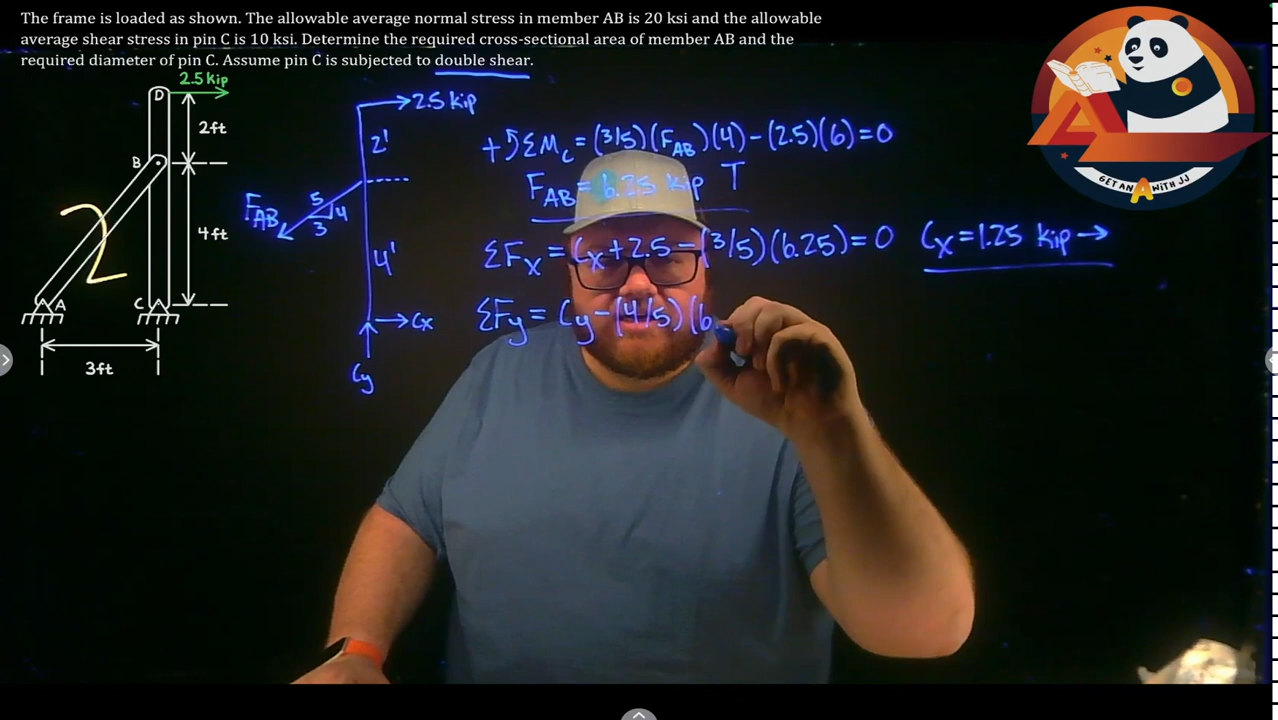 The frame is loaded as shown. The allowable average normal stress in member AB is 20 ksi and the allowable
average shear stress in pin C is 10 ksi. Determine the required cross-sectional area of member AB and the
required diameter of pin C. Assume pin C is subjected to double shear.
2.5 kip
D
2ft
B
4ft
A
C
3ft
2
2.5 kip
2'
5
4
3
F_AB
4'
Cx
Cy
+↺ΣM_C = (3/5)(F_AB)(4) - (2.5)(6) = 0
F_AB = 6.25 kip T
ΣFx = Cx + 2.5 - (3/5)(6.25) = 0 Cx = 1.25 kip →
ΣFy = Cy - (4/5)(6
GET AN A WITH JJ